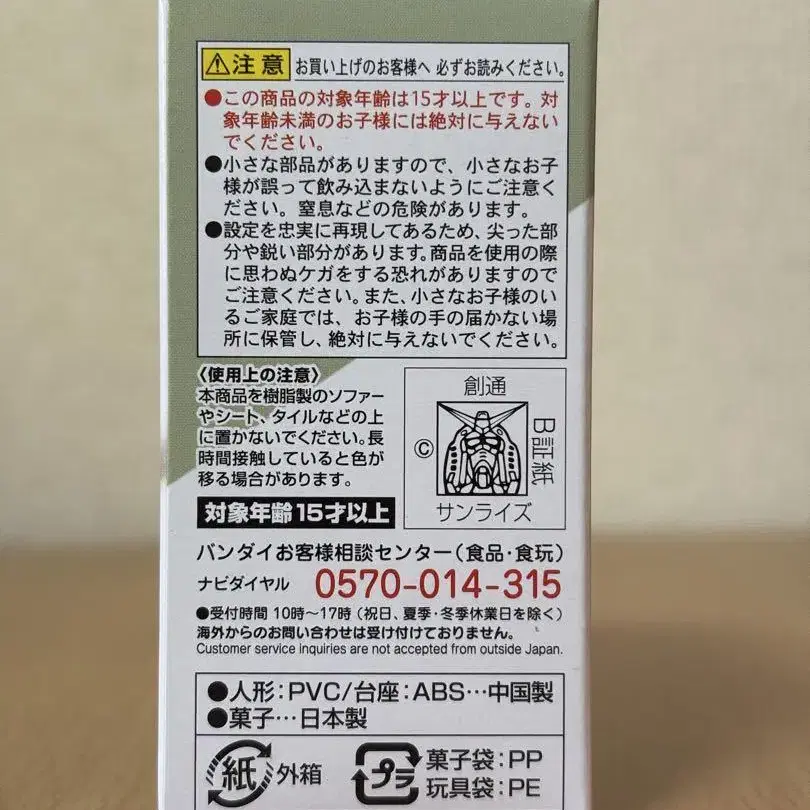 ⚠注意 お買い上げのお客様へ 必ずお読みください。
●この商品の対象年齢は15才以上です。対
象年齢未満のお子様には絶対に与えない
でください。
●小さな部品がありますので、小さなお子
様が誤って飲み込まないようにご注意く
ださい。窒息などの危険があります。
●設定を忠実に再現してあるため、尖った部
分や鋭い部分があります。商品を使用の際
に思わぬケガをする恐れがありますので
ご注意ください。また、小さなお子様のい
るご家庭では、お子様の手の届かない場
所に保管し、絶対に与えないでください。
〈使用上の注意〉
本商品を樹脂製のソファー
やシート、タイルなどの上
に置かないでください。長
時間接触していると色が
移る場合があります。
対象年齢15才以上
創通
©
B証紙
サンライズ
バンダイお客様相談センター(食品・食玩)
ナビダイヤル 0570-014-315
●受付時間 10時〜17時(祝日、夏季・冬季休業日を除く)
海外からのお問い合わせは受け付けておりません。
Customer service inquiries are not accepted from outside Japan.
●人形:PVC/台座:ABS…中国製
●菓子…日本製
紙 外箱
プラ 菓子袋:PP
玩具袋:PE